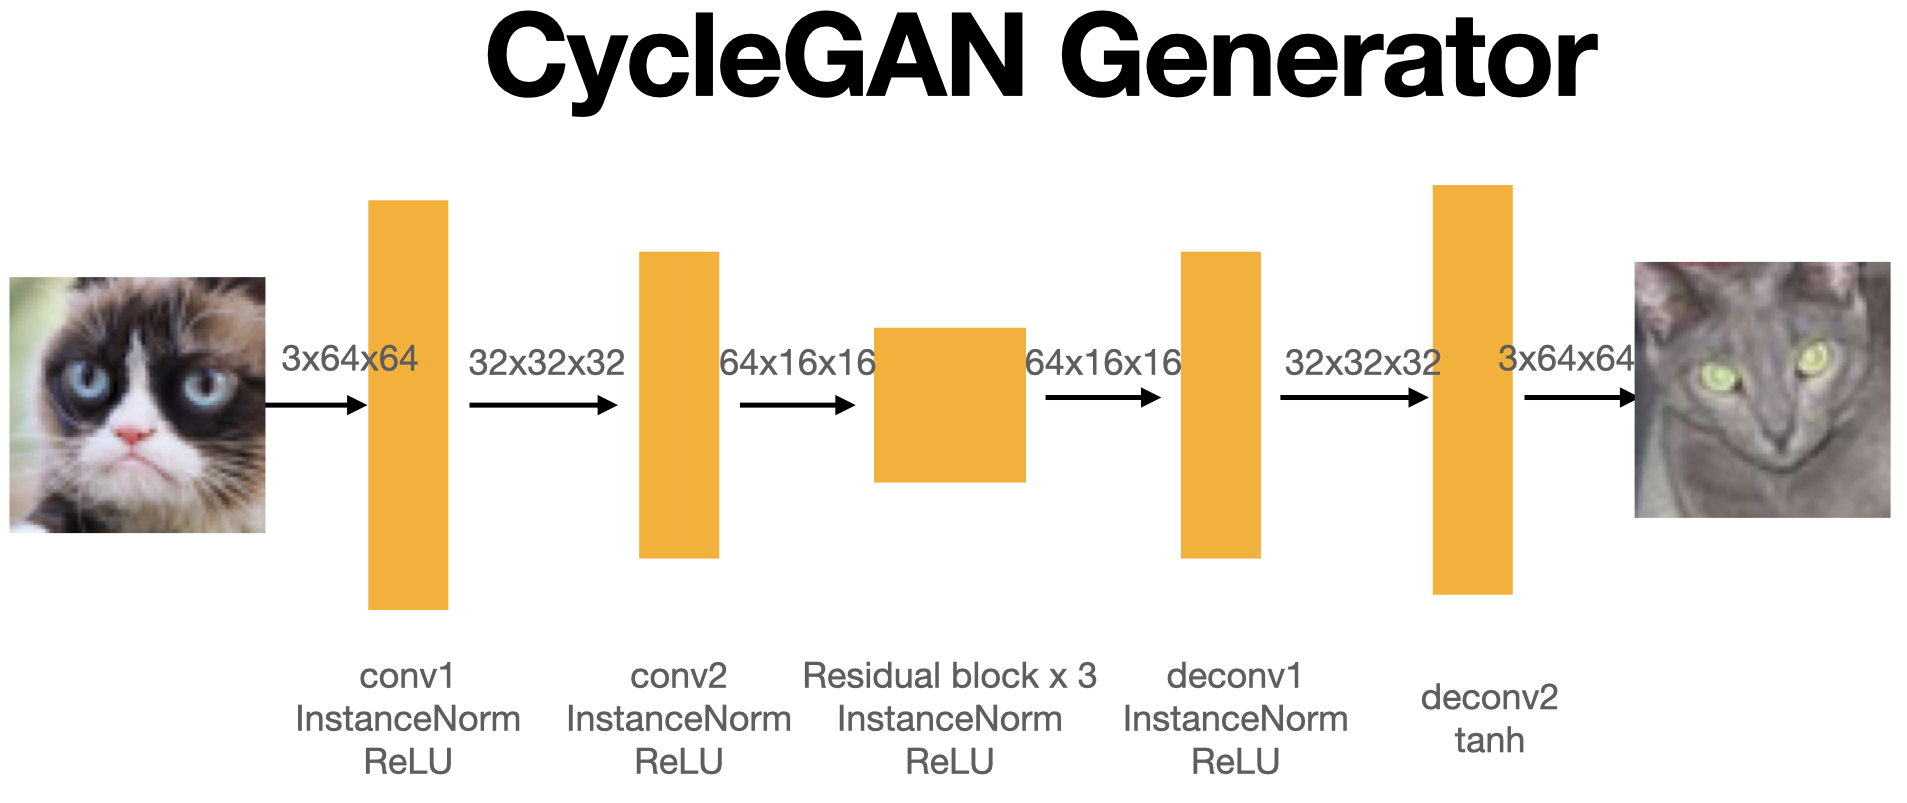 CycleGAN Generator
3x64x64
32x32x32
64x16x16
64x16x16
32x32x32
3x64x64
conv1
InstanceNorm
ReLU
conv2
InstanceNorm
ReLU
Residual block x 3
InstanceNorm
ReLU
deconv1
InstanceNorm
ReLU
deconv2
tanh